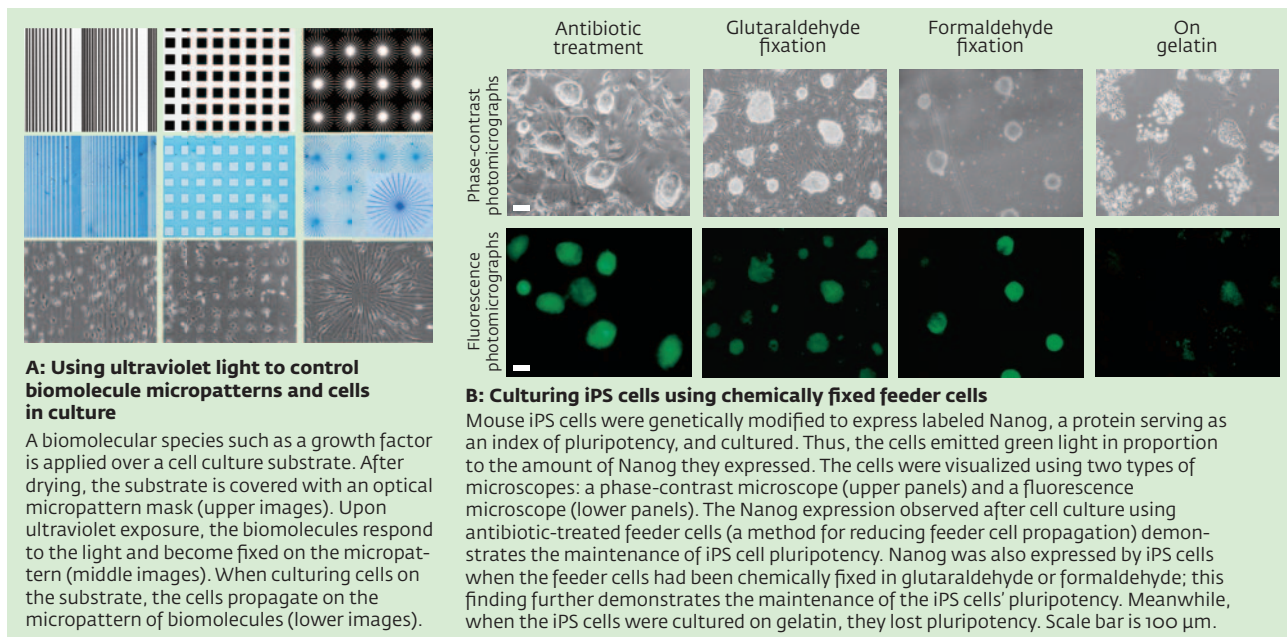 A: Using ultraviolet light to control
biomolecule micropatterns and cells
in culture
A biomolecular species such as a growth factor
is applied over a cell culture substrate. After
drying, the substrate is covered with an optical
micropattern mask (upper images). Upon
ultraviolet exposure, the biomolecules respond
to the light and become fixed on the micropat-
tern (middle images). When culturing cells on
the substrate, the cells propagate on the
micropattern of biomolecules (lower images).
Antibiotic
treatment
Glutaraldehyde
fixation
Formaldehyde
fixation
On
gelatin
Phase-contrast
photomicrographs
Fluorescence
photomicrographs
B: Culturing iPS cells using chemically fixed feeder cells
Mouse iPS cells were genetically modified to express labeled Nanog, a protein serving as
an index of pluripotency, and cultured. Thus, the cells emitted green light in proportion
to the amount of Nanog they expressed. The cells were visualized using two types of
microscopes: a phase-contrast microscope (upper panels) and a fluorescence
microscope (lower panels). The Nanog expression observed after cell culture using
antibiotic-treated feeder cells (a method for reducing feeder cell propagation) demon-
strates the maintenance of iPS cell pluripotency. Nanog was also expressed by iPS cells
when the feeder cells had been chemically fixed in glutaraldehyde or formaldehyde; this
finding further demonstrates the maintenance of the iPS cells' pluripotency. Meanwhile,
when the iPS cells were cultured on gelatin, they lost pluripotency. Scale bar is 100 μm.